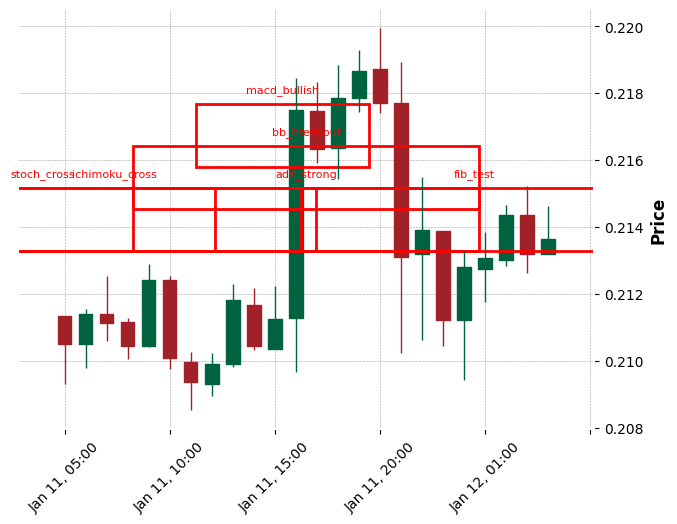 macd_bullish
bb_breakout
stoch_cross
ichimoku_cross
adx_strong
fib_test
0.220
0.218
0.216
0.214
0.212
0.210
0.208
Price
Jan 11, 05:00
Jan 11, 10:00
Jan 11, 15:00
Jan 11, 20:00
Jan 12, 01:00